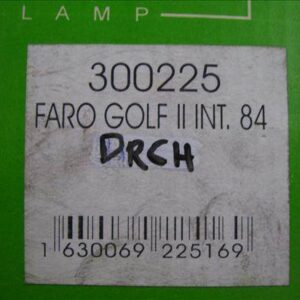 LAMP
300225
FARO GOLF II INT. 84
DRCH
1 630069 225169